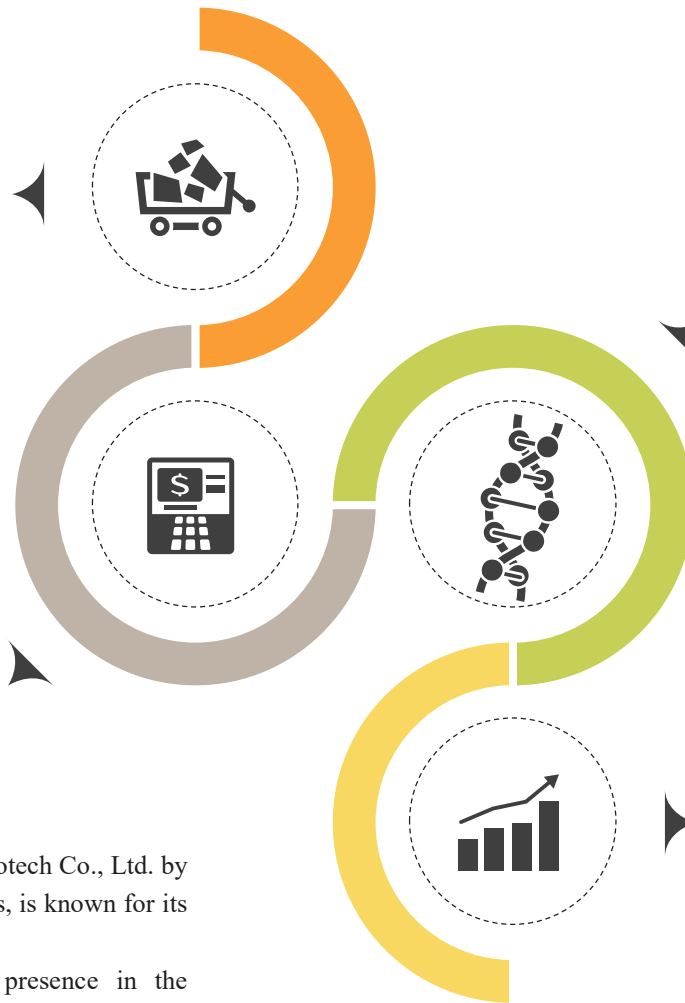 $
otech Co., Ltd. by
s, is known for its
presence in the